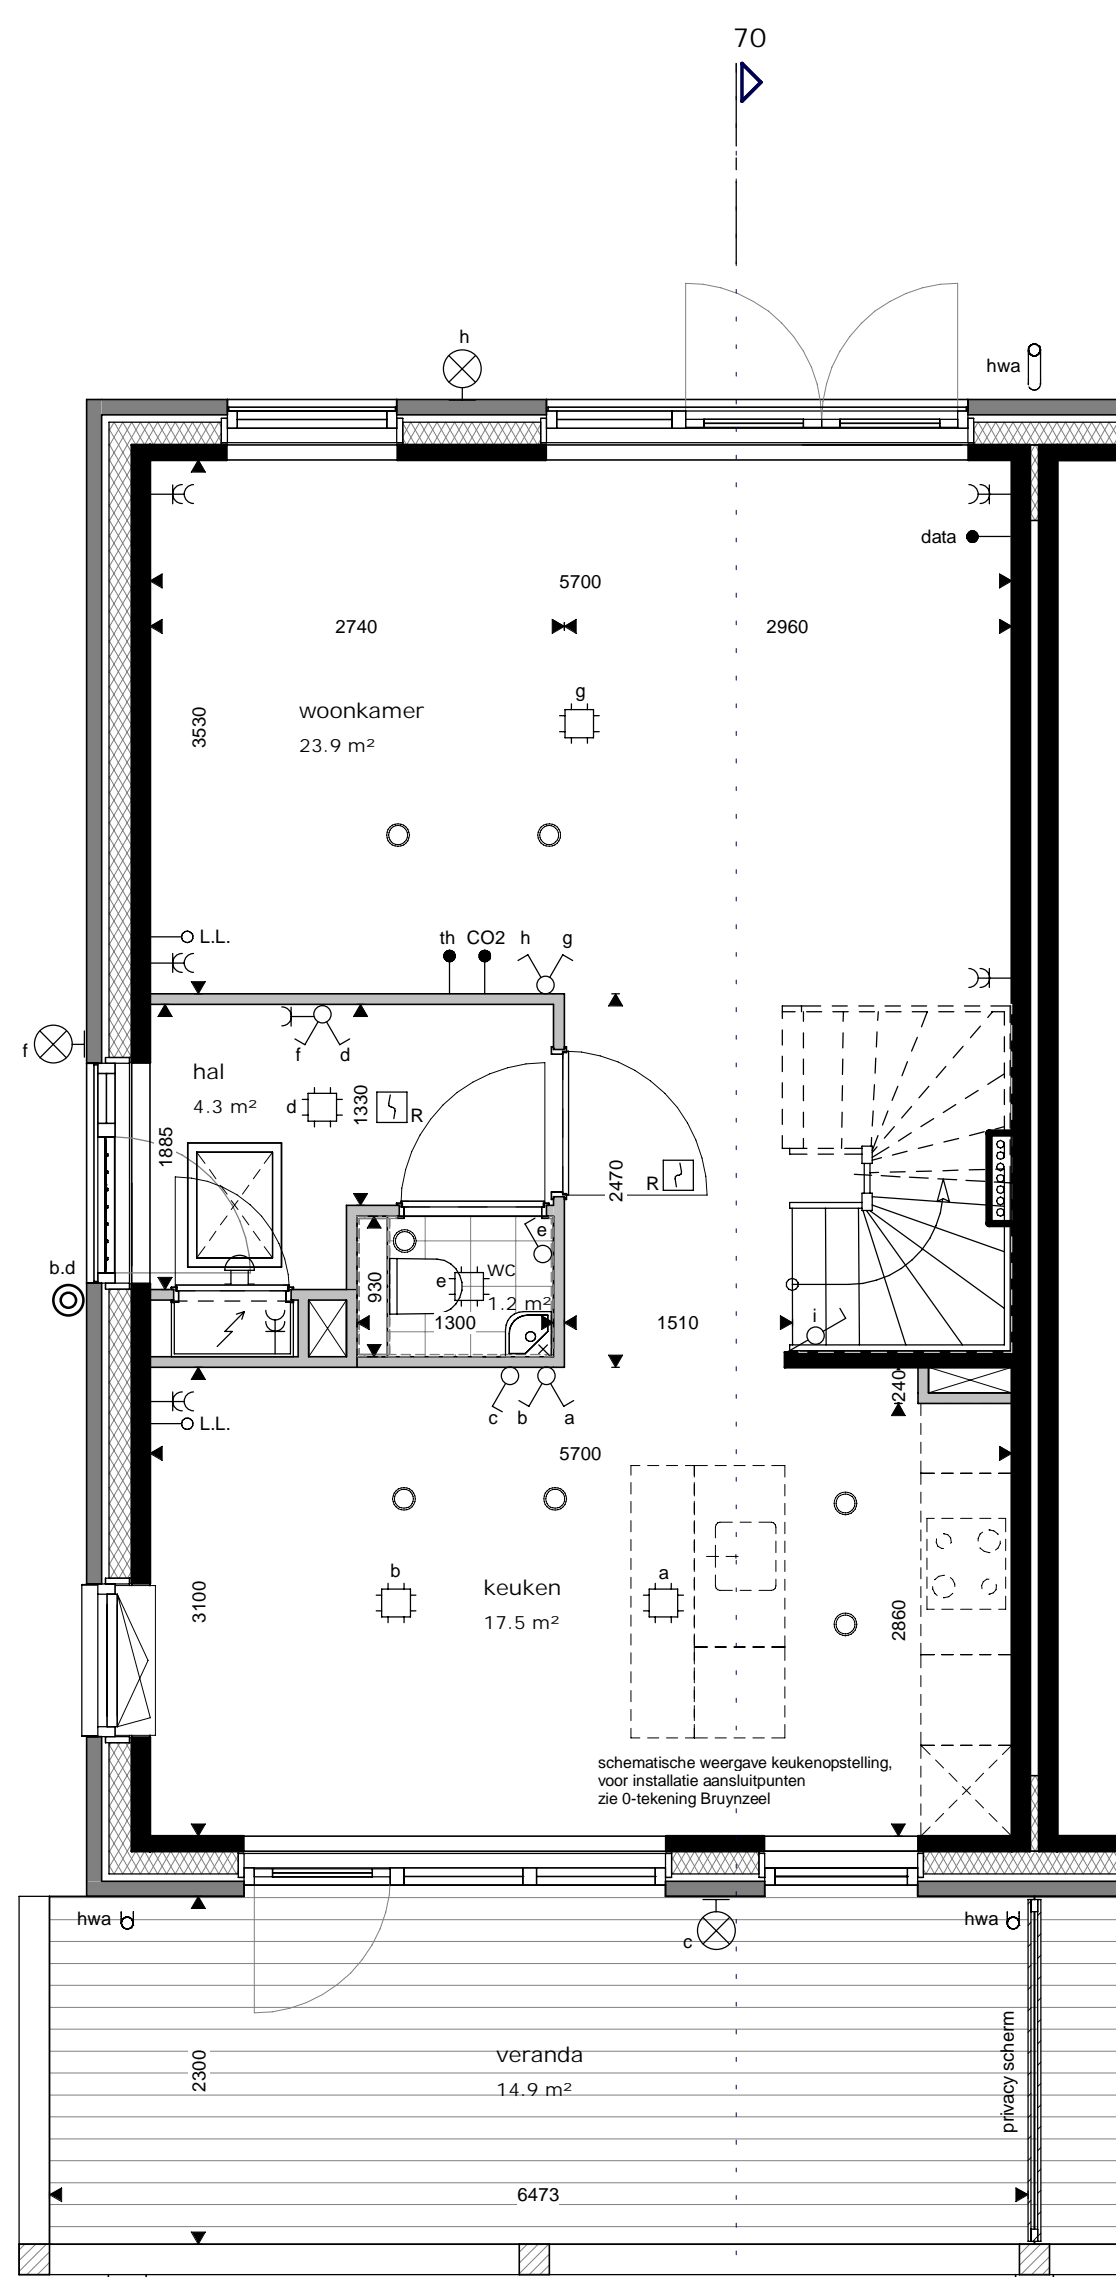 70
h
hwa
data
5700
2740
2960
g
woonkamer
23.9 m²
3530
L.L.
th CO2 h g
f
f d
hal
4.3 m²
d
1330
R
1885
2470
R
b.d
e
e
WC
1.2 m²
930
1300
1510
i
240
c b a
L.L.
5700
b
a
keuken
17.5 m²
3100
2860
schematische weergave keukenopstelling,
voor installatie aansluitpunten
zie 0-tekening Bruynzeel
hwa
hwa
c
veranda
14.9 m²
2300
privacy scherm
6473